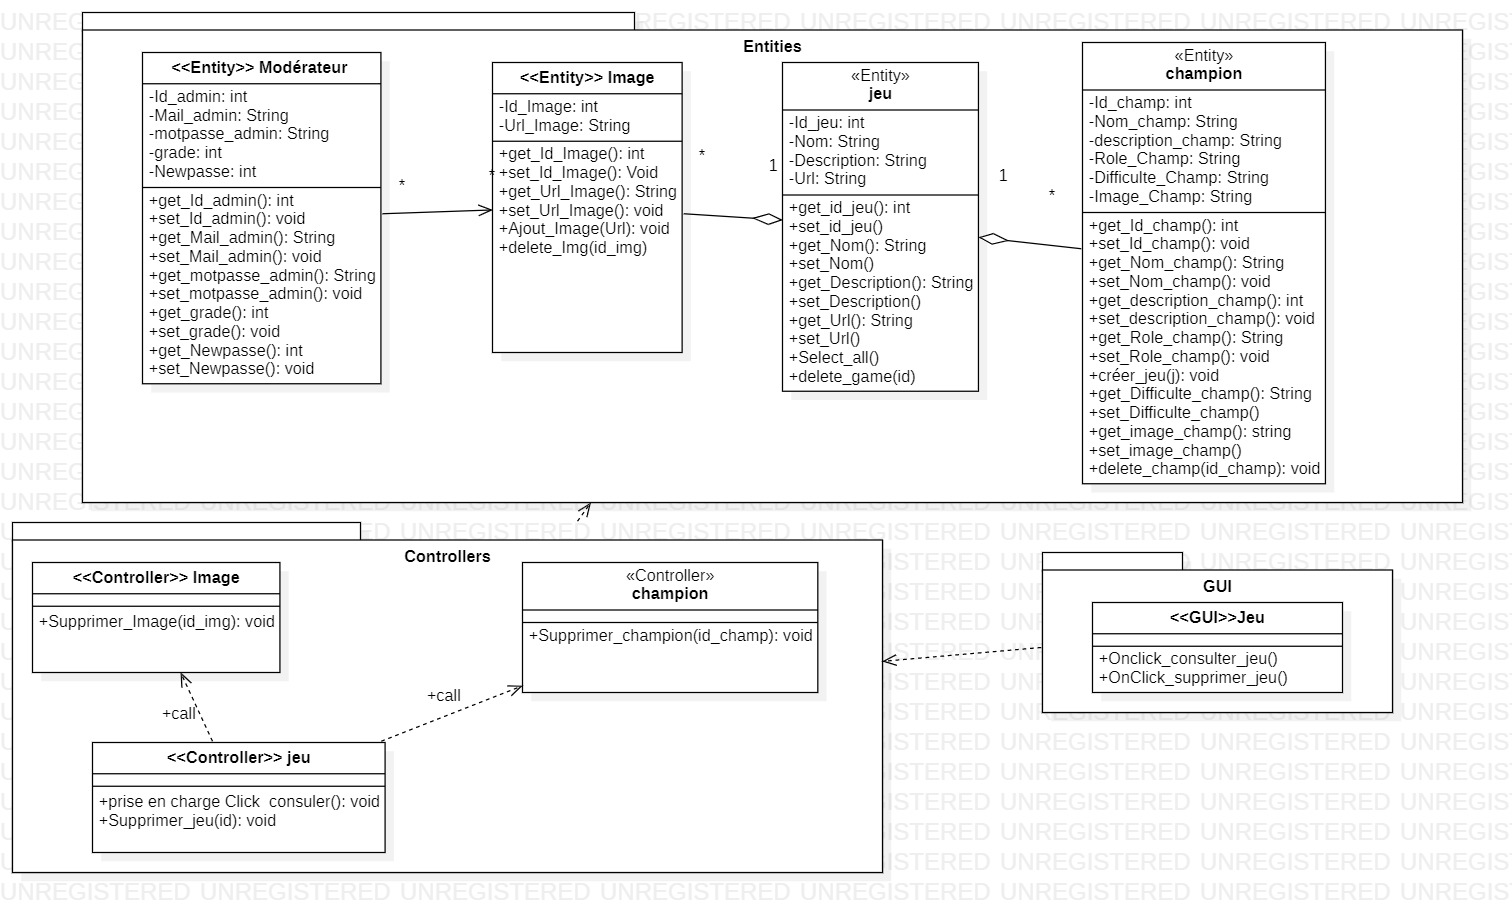 Entities
<<Entity>> Modérateur
-Id_admin: int
-Mail_admin: String
-motpasse_admin: String
-grade: int
-Newpasse: int
+get_Id_admin(): int
+set_Id_admin(): void
+get_Mail_admin(): String
+set_Mail_admin(): void
+get_motpasse_admin(): String
+set_motpasse_admin(): void
+get_grade(): int
+set_grade(): void
+get_Newpasse(): int
+set_Newpasse(): void
*
*
<<Entity>> Image
-Id_Image: int
-Url_Image: String
+get_Id_Image(): int
+set_Id_Image(): Void
+get_Url_Image(): String
+set_Url_Image(): void
+Ajout_Image(Url): void
+delete_Img(id_img)
*
1
«Entity»
jeu
-Id_jeu: int
-Nom: String
-Description: String
-Url: String
+get_id_jeu(): int
+set_id_jeu()
+get_Nom(): String
+set_Nom()
+get_Description(): String
+set_Description()
+get_Url(): String
+set_Url()
+Select_all()
+delete_game(id)
1
*
«Entity»
champion
-Id_champ: int
-Nom_champ: String
-description_champ: String
-Role_Champ: String
-Difficulte_Champ: String
-Image_Champ: String
+get_Id_champ(): int
+set_Id_champ(): void
+get_Nom_champ(): String
+set_Nom_champ(): void
+get_description_champ(): int
+set_description_champ(): void
+get_Role_champ(): String
+set_Role_champ(): void
+créer_jeu(j): void
+get_Difficulte_champ(): String
+set_Difficulte_champ()
+get_image_champ(): string
+set_image_champ()
+delete_champ(id_champ): void
Controllers
<<Controller>> Image
+Supprimer_Image(id_img): void
«Controller»
champion
+Supprimer_champion(id_champ): void
+call
+call
<<Controller>> jeu
+prise en charge Click_consuler(): void
+Supprimer_jeu(id): void
GUI
<<GUI>>Jeu
+Onclick_consulter_jeu()
+OnClick_supprimer_jeu()
UNREGISTERED